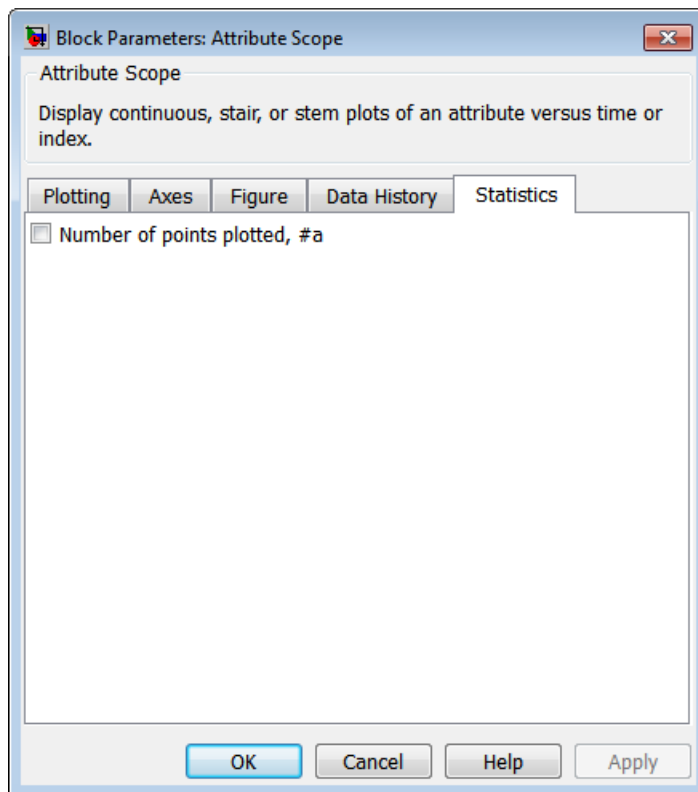 Block Parameters: Attribute Scope
Attribute Scope
Display continuous, stair, or stem plots of an attribute versus time or
index.
Plotting Axes Figure Data History Statistics
Number of points plotted, #a
OK Cancel Help Apply